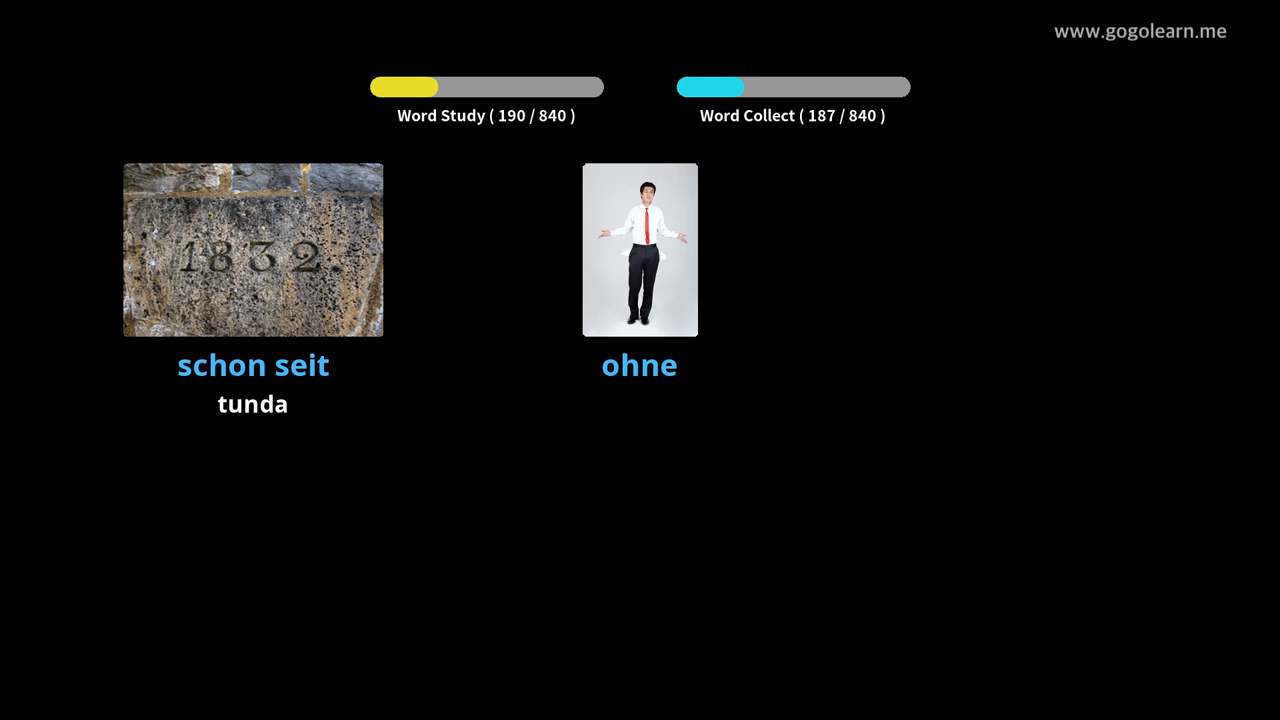 www.gogolearn.me
Word Study ( 190 / 840 )
Word Collect ( 187 / 840 )
1832.
schon seit
tunda
ohne